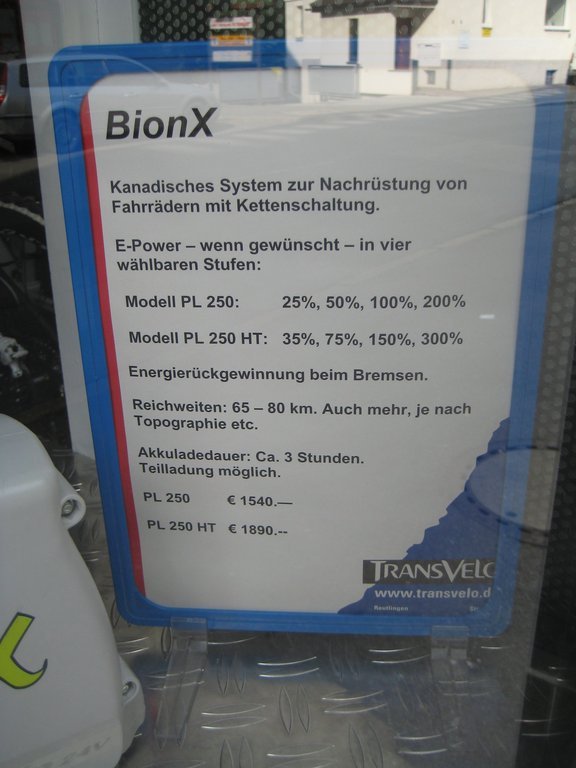 BionX
Kanadisches System zur Nachrüstung von
Fahrrädern mit Kettenschaltung.
E-Power – wenn gewünscht – in vier
wählbaren Stufen:
Modell PL 250: 25%, 50%, 100%, 200%
Modell PL 250 HT: 35%, 75%, 150%, 300%
Energierückgewinnung beim Bremsen.
Reichweiten: 65 – 80 km. Auch mehr, je nach
Topographie etc.
Akkuladedauer: Ca. 3 Stunden.
Teilladung möglich.
PL 250 € 1540.—
PL 250 HT € 1890.--
TRANSVELO
www.transvelo.d
Reutlingen